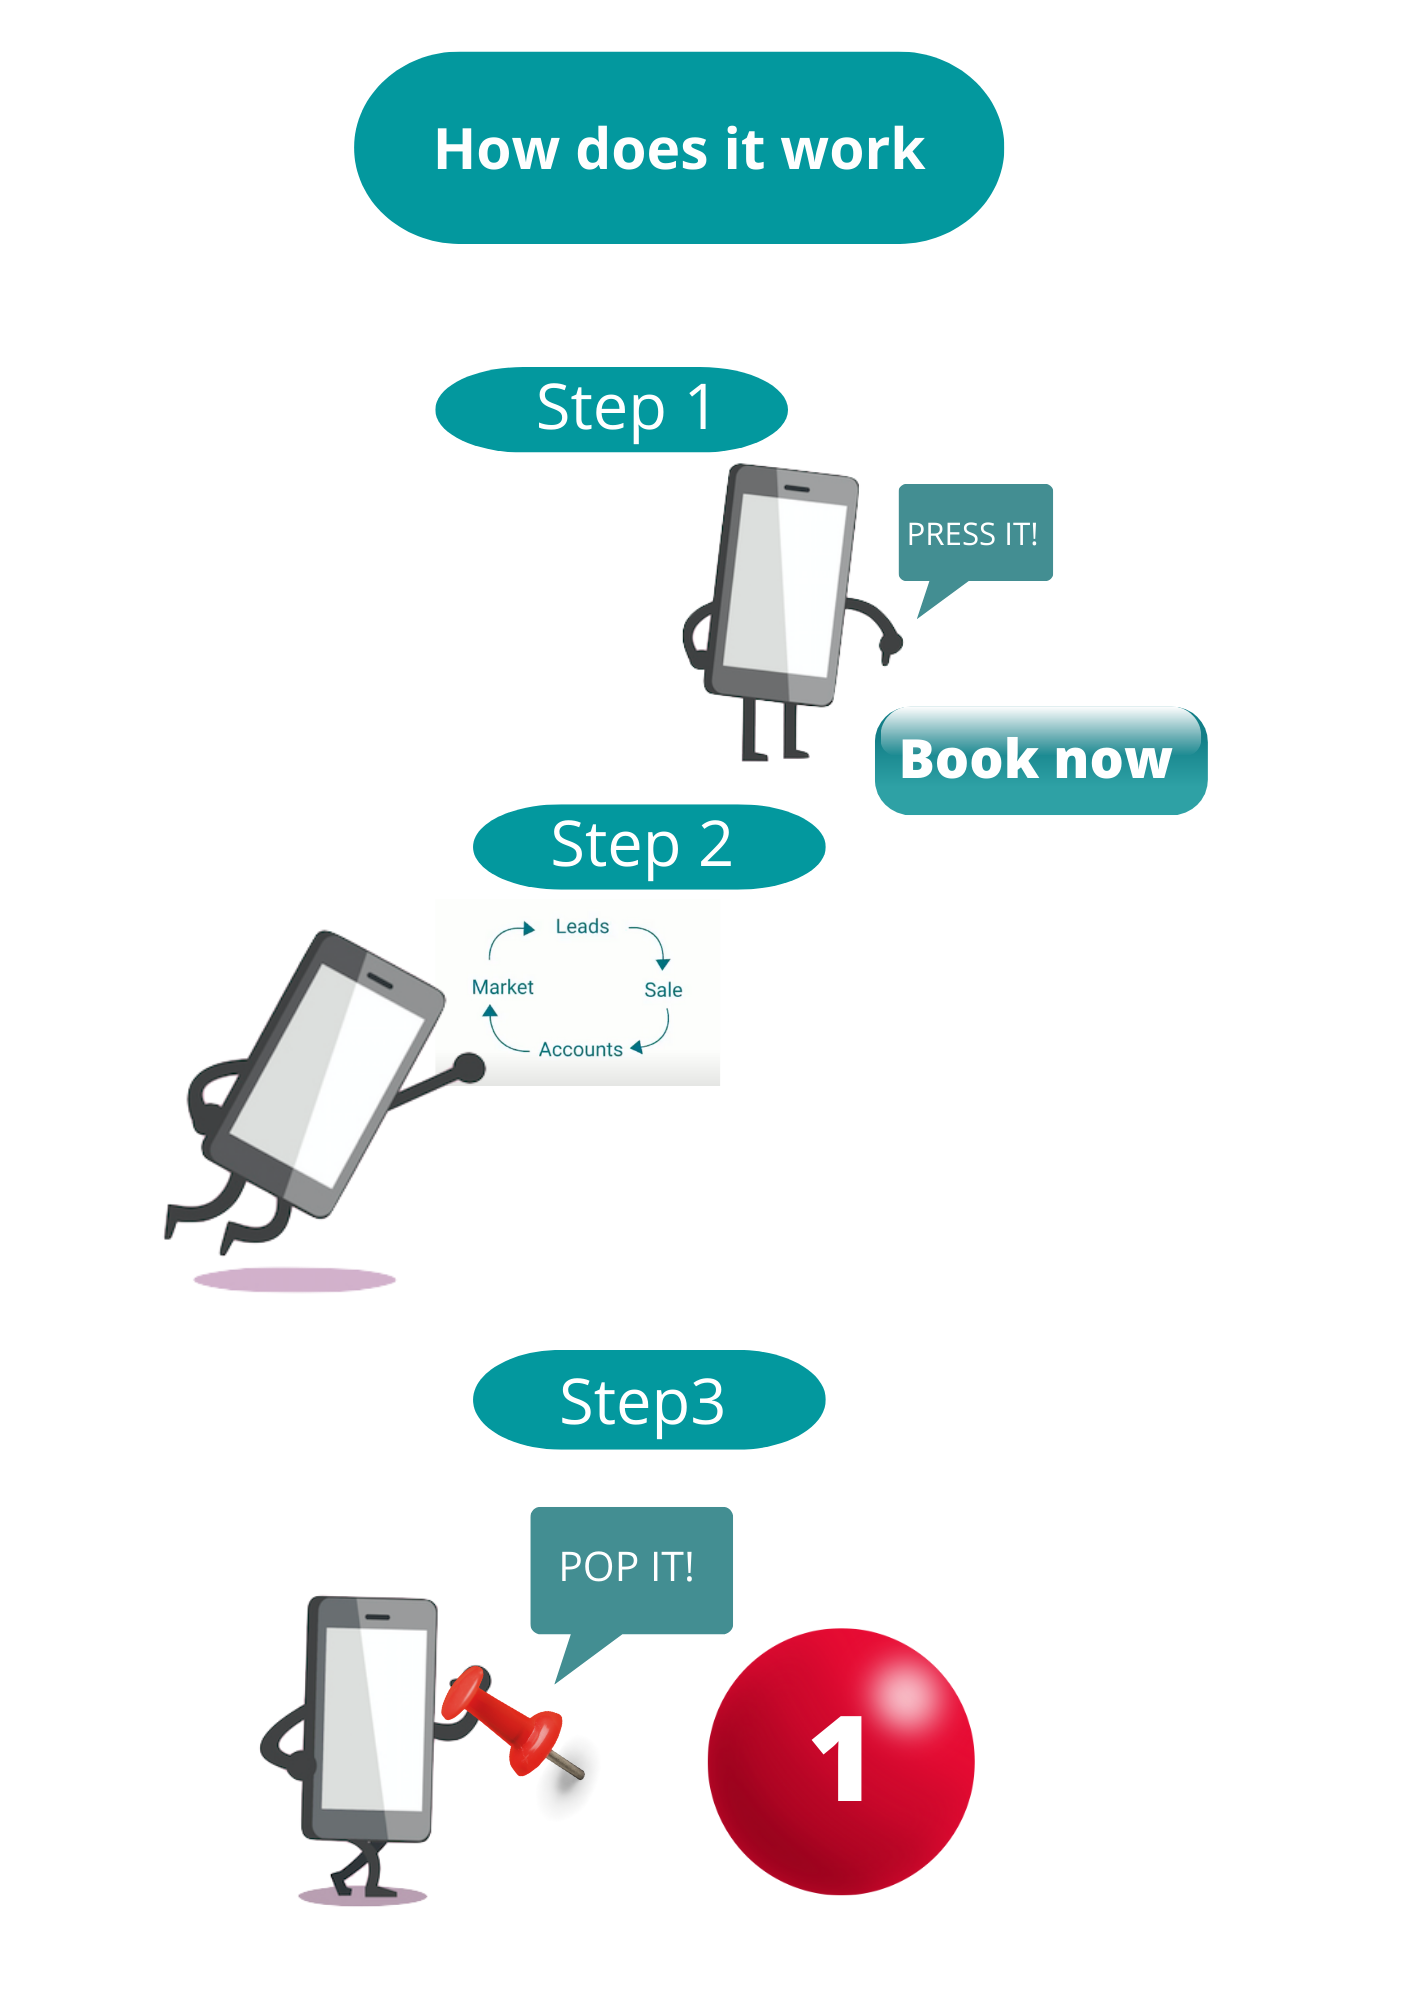 How does it work
Step 1
PRESS IT!
Book now
Step 2
Leads
Market
Sale
Accounts
Step3
POP IT!
1